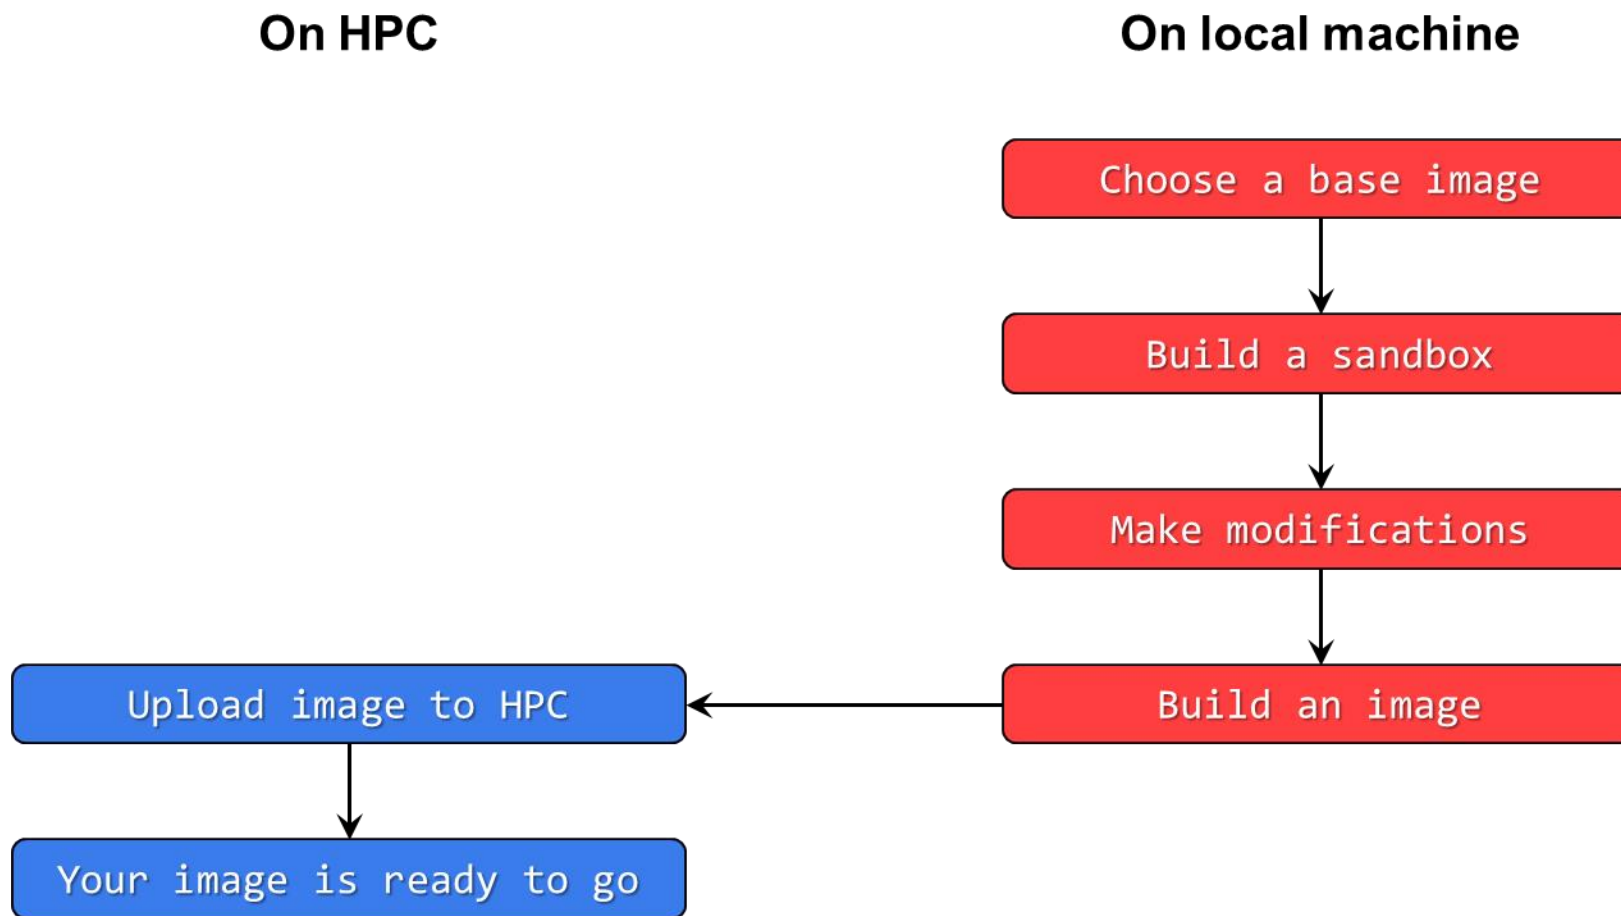 On HPC
On local machine
Choose a base image
Build a sandbox
Make modifications
Build an image
Upload image to HPC
Your image is ready to go